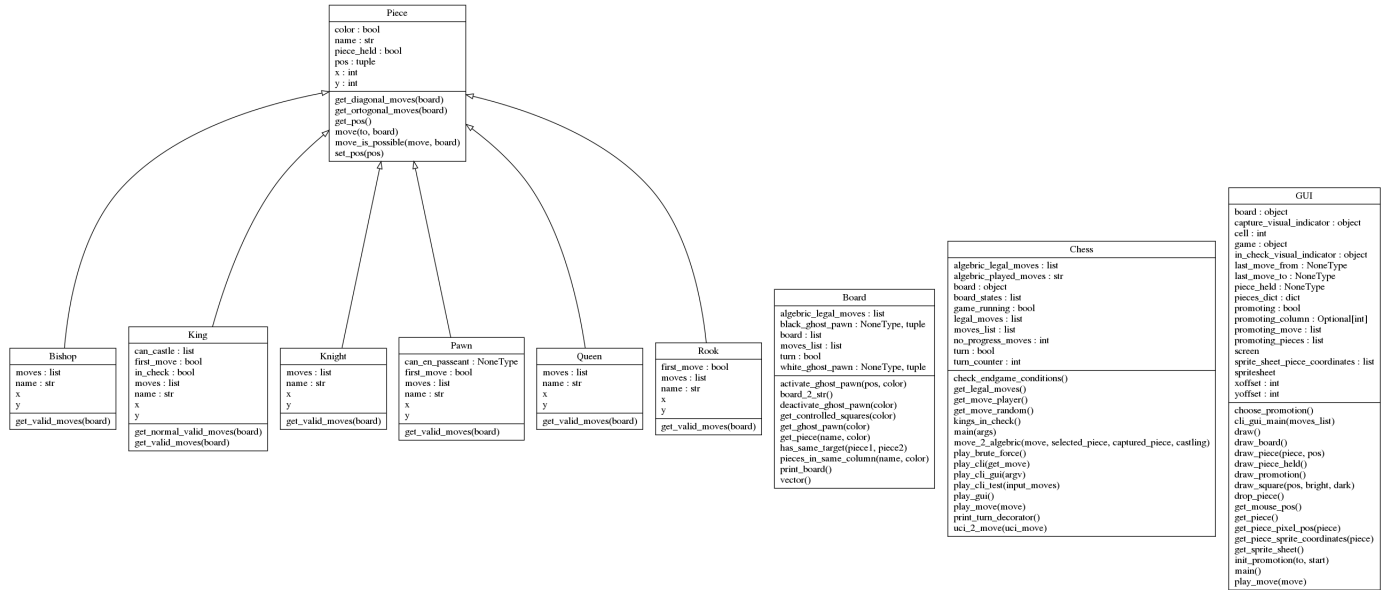 Piece
color : bool
name : str
piece_held : bool
pos : tuple
x : int
y : int
get_diagonal_moves(board)
get_ortogonal_moves(board)
get_pos()
move(to, board)
move_is_possible(move, board)
set_pos(pos)
Bishop
moves : list
name : str
x
y
get_valid_moves(board)
King
can_castle : list
first_move : bool
in_check : bool
moves : list
name : str
x
y
get_normal_valid_moves(board)
get_valid_moves(board)
Knight
moves : list
name : str
x
y
get_valid_moves(board)
Pawn
can_en_passeant : NoneType
first_move : bool
moves : list
name : str
x
y
get_valid_moves(board)
Queen
moves : list
name : str
x
y
get_valid_moves(board)
Rook
first_move : bool
moves : list
name : str
x
y
get_valid_moves(board)
Board
algebric_legal_moves : list
black_ghost_pawn : NoneType, tuple
board : list
moves_list : list
turn : bool
white_ghost_pawn : NoneType, tuple
activate_ghost_pawn(pos, color)
board_2_str()
deactivate_ghost_pawn(color)
get_controlled_squares(color)
get_ghost_pawn(color)
get_piece(name, color)
has_same_target(piece1, piece2)
pieces_in_same_column(name, color)
print_board()
vector()
Chess
algebric_legal_moves : list
algebric_played_moves : str
board : object
board_states : list
game_running : bool
legal_moves : list
moves_list : list
no_progress_moves : int
turn : bool
turn_counter : int
check_endgame_conditions()
get_legal_moves()
get_move_player()
get_move_random()
kings_in_check()
main(args)
move_2_algebric(move, selected_piece, captured_piece, castling)
play_brute_force()
play_cli(get_move)
play_cli_gui(argv)
play_cli_test(input_moves)
play_gui()
play_move(move)
print_turn_decorator()
uci_2_move(uci_move)
GUI
board : object
capture_visual_indicator : object
cell : int
game : object
in_check_visual_indicator : object
last_move_from : NoneType
last_move_to : NoneType
piece_held : NoneType
pieces_dict : dict
promoting : bool
promoting_column : Optional[int]
promoting_move : list
promoting_pieces : list
screen
sprite_sheet_piece_coordinates : list
spritesheet
xoffset : int
yoffset : int
choose_promotion()
cli_gui_main(moves_list)
draw()
draw_board()
draw_piece(piece, pos)
draw_piece_held()
draw_promotion()
draw_square(pos, bright, dark)
drop_piece()
get_mouse_pos()
get_piece()
get_piece_pixel_pos(piece)
get_piece_sprite_coordinates(piece)
get_sprite_sheet()
init_promotion(to, start)
main()
play_move(move)